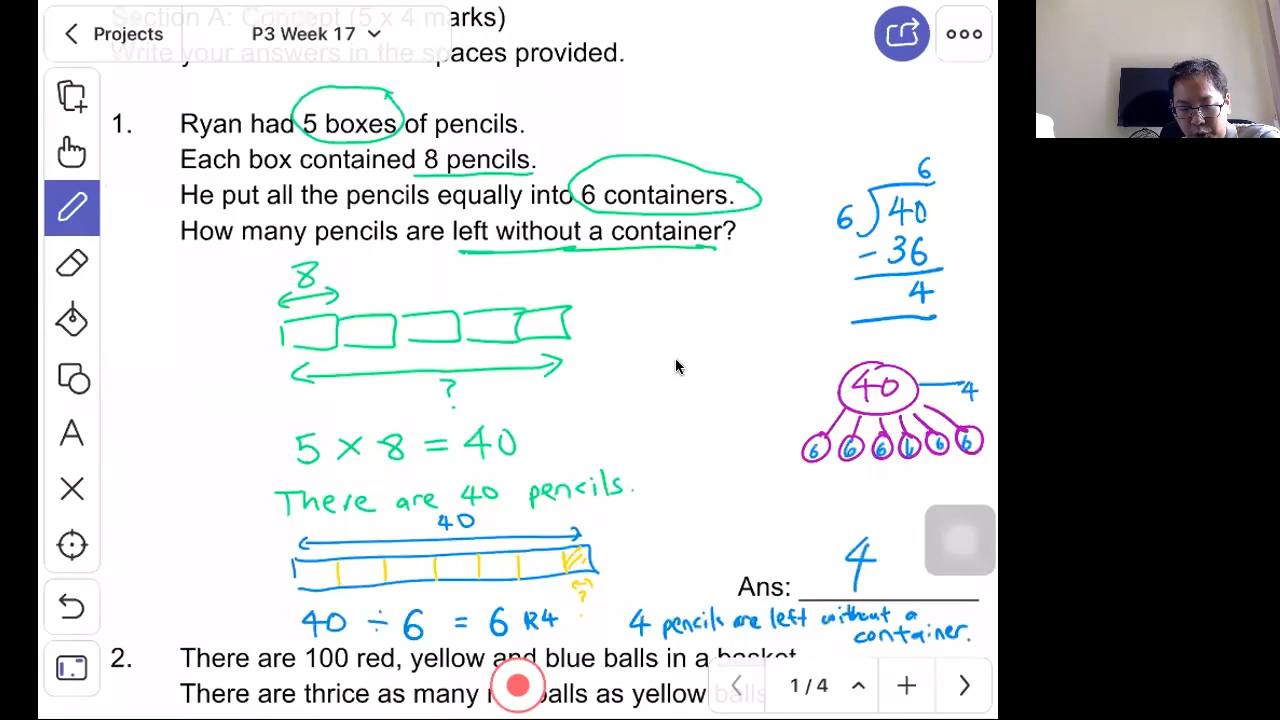 Section A: Concept (5 x 4 marks)
Projects
P3 Week 17
Write your answers in the spaces provided.
1. Ryan had 5 boxes of pencils.
Each box contained 8 pencils.
He put all the pencils equally into 6 containers.
How many pencils are left without a container?
6
6 40
- 36
4
8
?
40 4
6 6 6 6 6 6
5 × 8 = 40
There are 40 pencils.
40
?
40 ÷ 6 = 6 R4
Ans: 4
4 pencils are left without a
container.
2. There are 100 red, yellow and blue balls in a basket
There are thrice as many balls as yellow balls
1 / 4
A